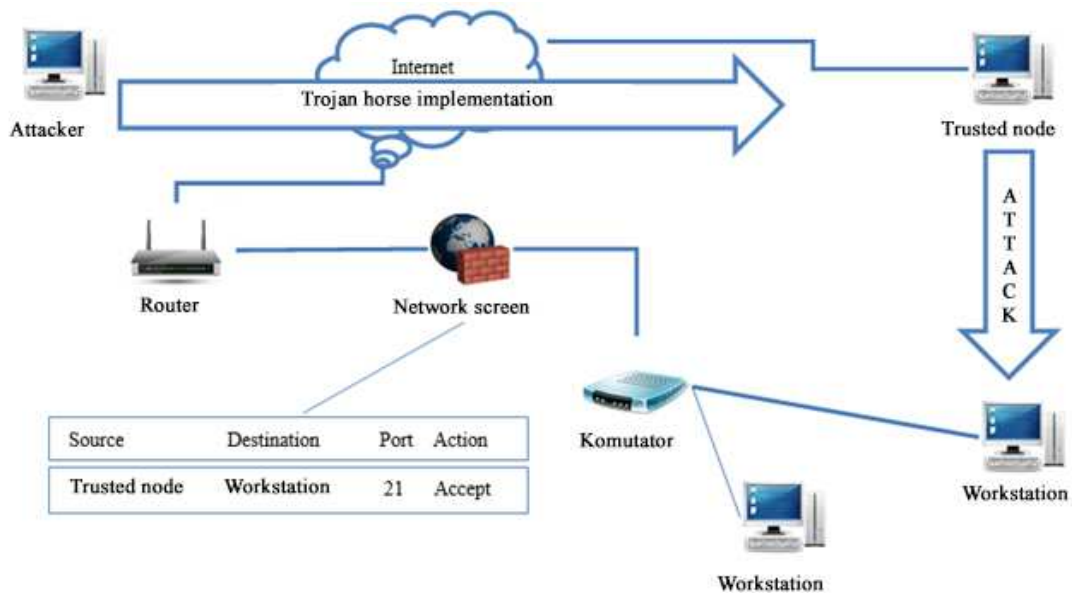 Internet
Trojan horse implementation
Attacker
Trusted node
A
T
T
A
C
K
Router
Network screen
Source Destination Port Action
Trusted node Workstation 21 Accept
Komutator
Workstation
Workstation